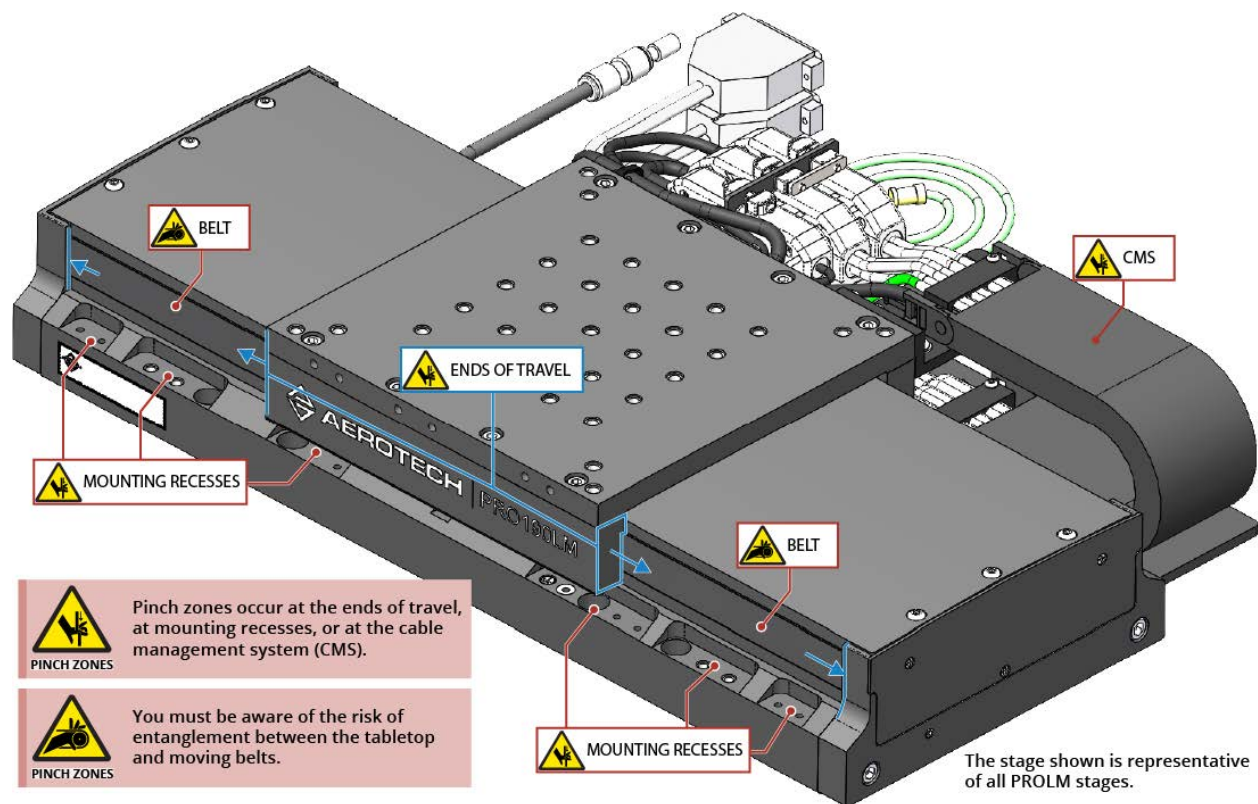 BELT
CMS
ENDS OF TRAVEL
AEROTECH
PRO190LM
MOUNTING RECESSES
BELT
Pinch zones occur at the ends of travel,
at mounting recesses, or at the cable
management system (CMS).
PINCH ZONES
You must be aware of the risk of
entanglement between the tabletop
and moving belts.
PINCH ZONES
MOUNTING RECESSES
The stage shown is representative
of all PROLM stages.